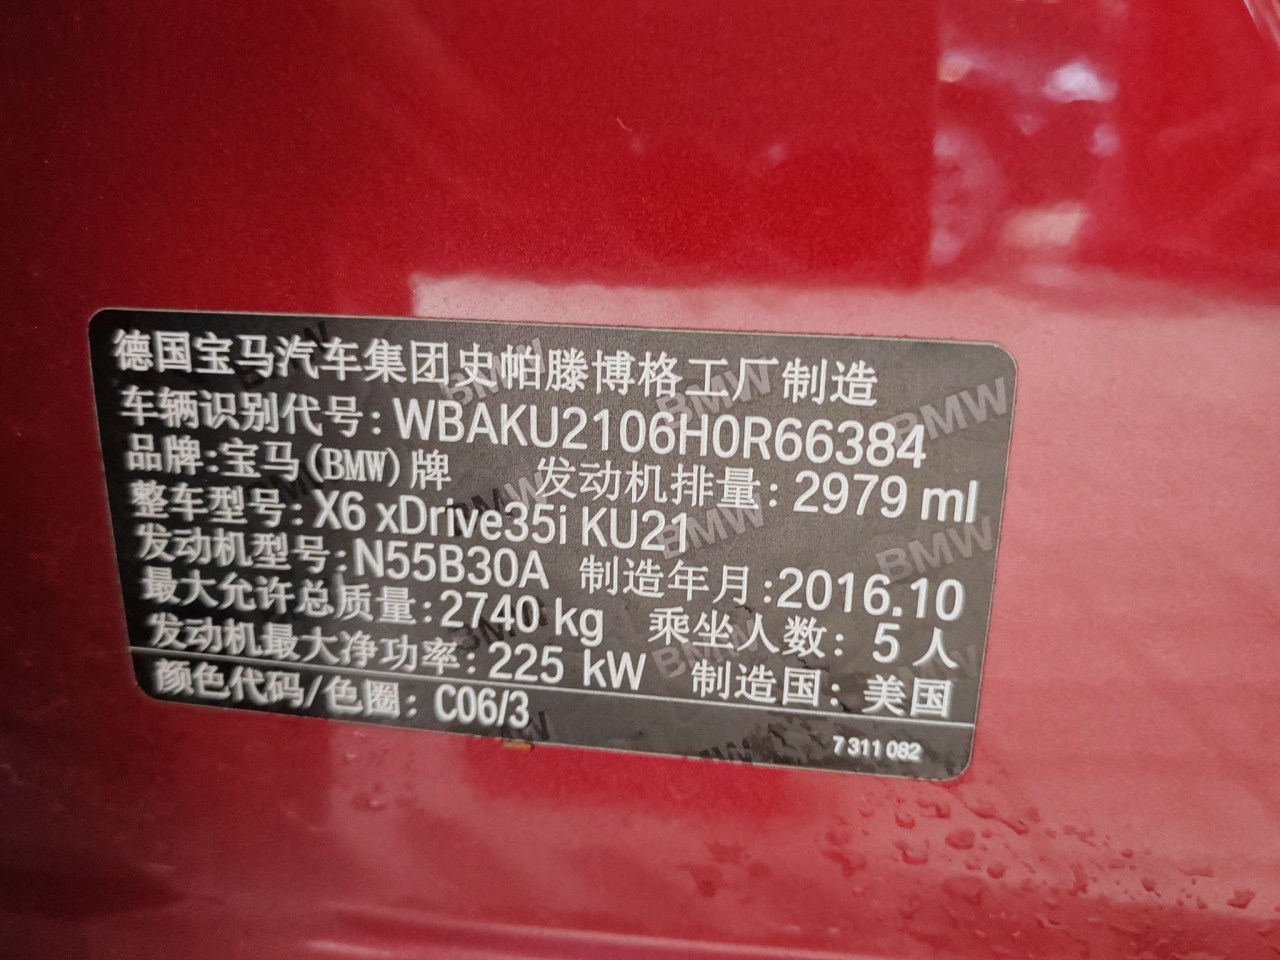 德国宝马汽车集团史帕滕博格工厂制造
车辆识别代号: WBAKU2106H0R66384
品牌:宝马(BMW)牌 发动机排量: 2979 ml
整车型号: X6 xDrive35i KU21
发动机型号: N55B30A 制造年月:2016.10
最大允许总质量:2740 kg 乘坐人数: 5人
发动机最大净功率: 225 kW 制造国: 美国
颜色代码/色圈: C06/3
7 311 082